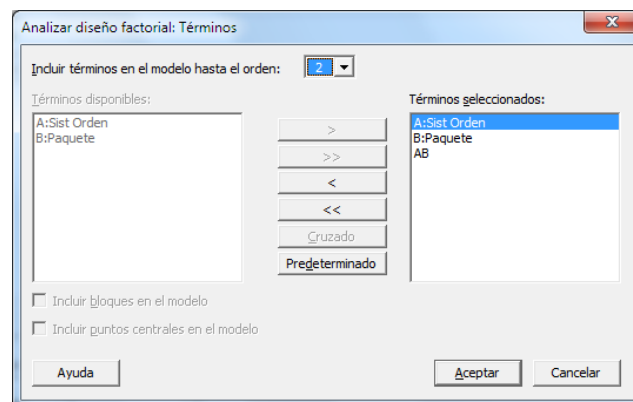 Analizar diseño factorial: Términos
Incluir términos en el modelo hasta el orden: 2
Términos disponibles:
A:Sist Orden
B:Paquete
>
>>
<
<<
Cruzado
Predeterminado
Términos seleccionados:
A:Sist Orden
B:Paquete
AB
Incluir bloques en el modelo
Incluir puntos centrales en el modelo
Ayuda
Aceptar
Cancelar